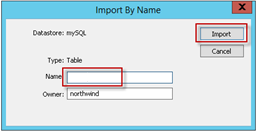 Import By Name
X
Datastore: mySQL
Import
Cancel
Type: Table
Name:
Owner: northwind